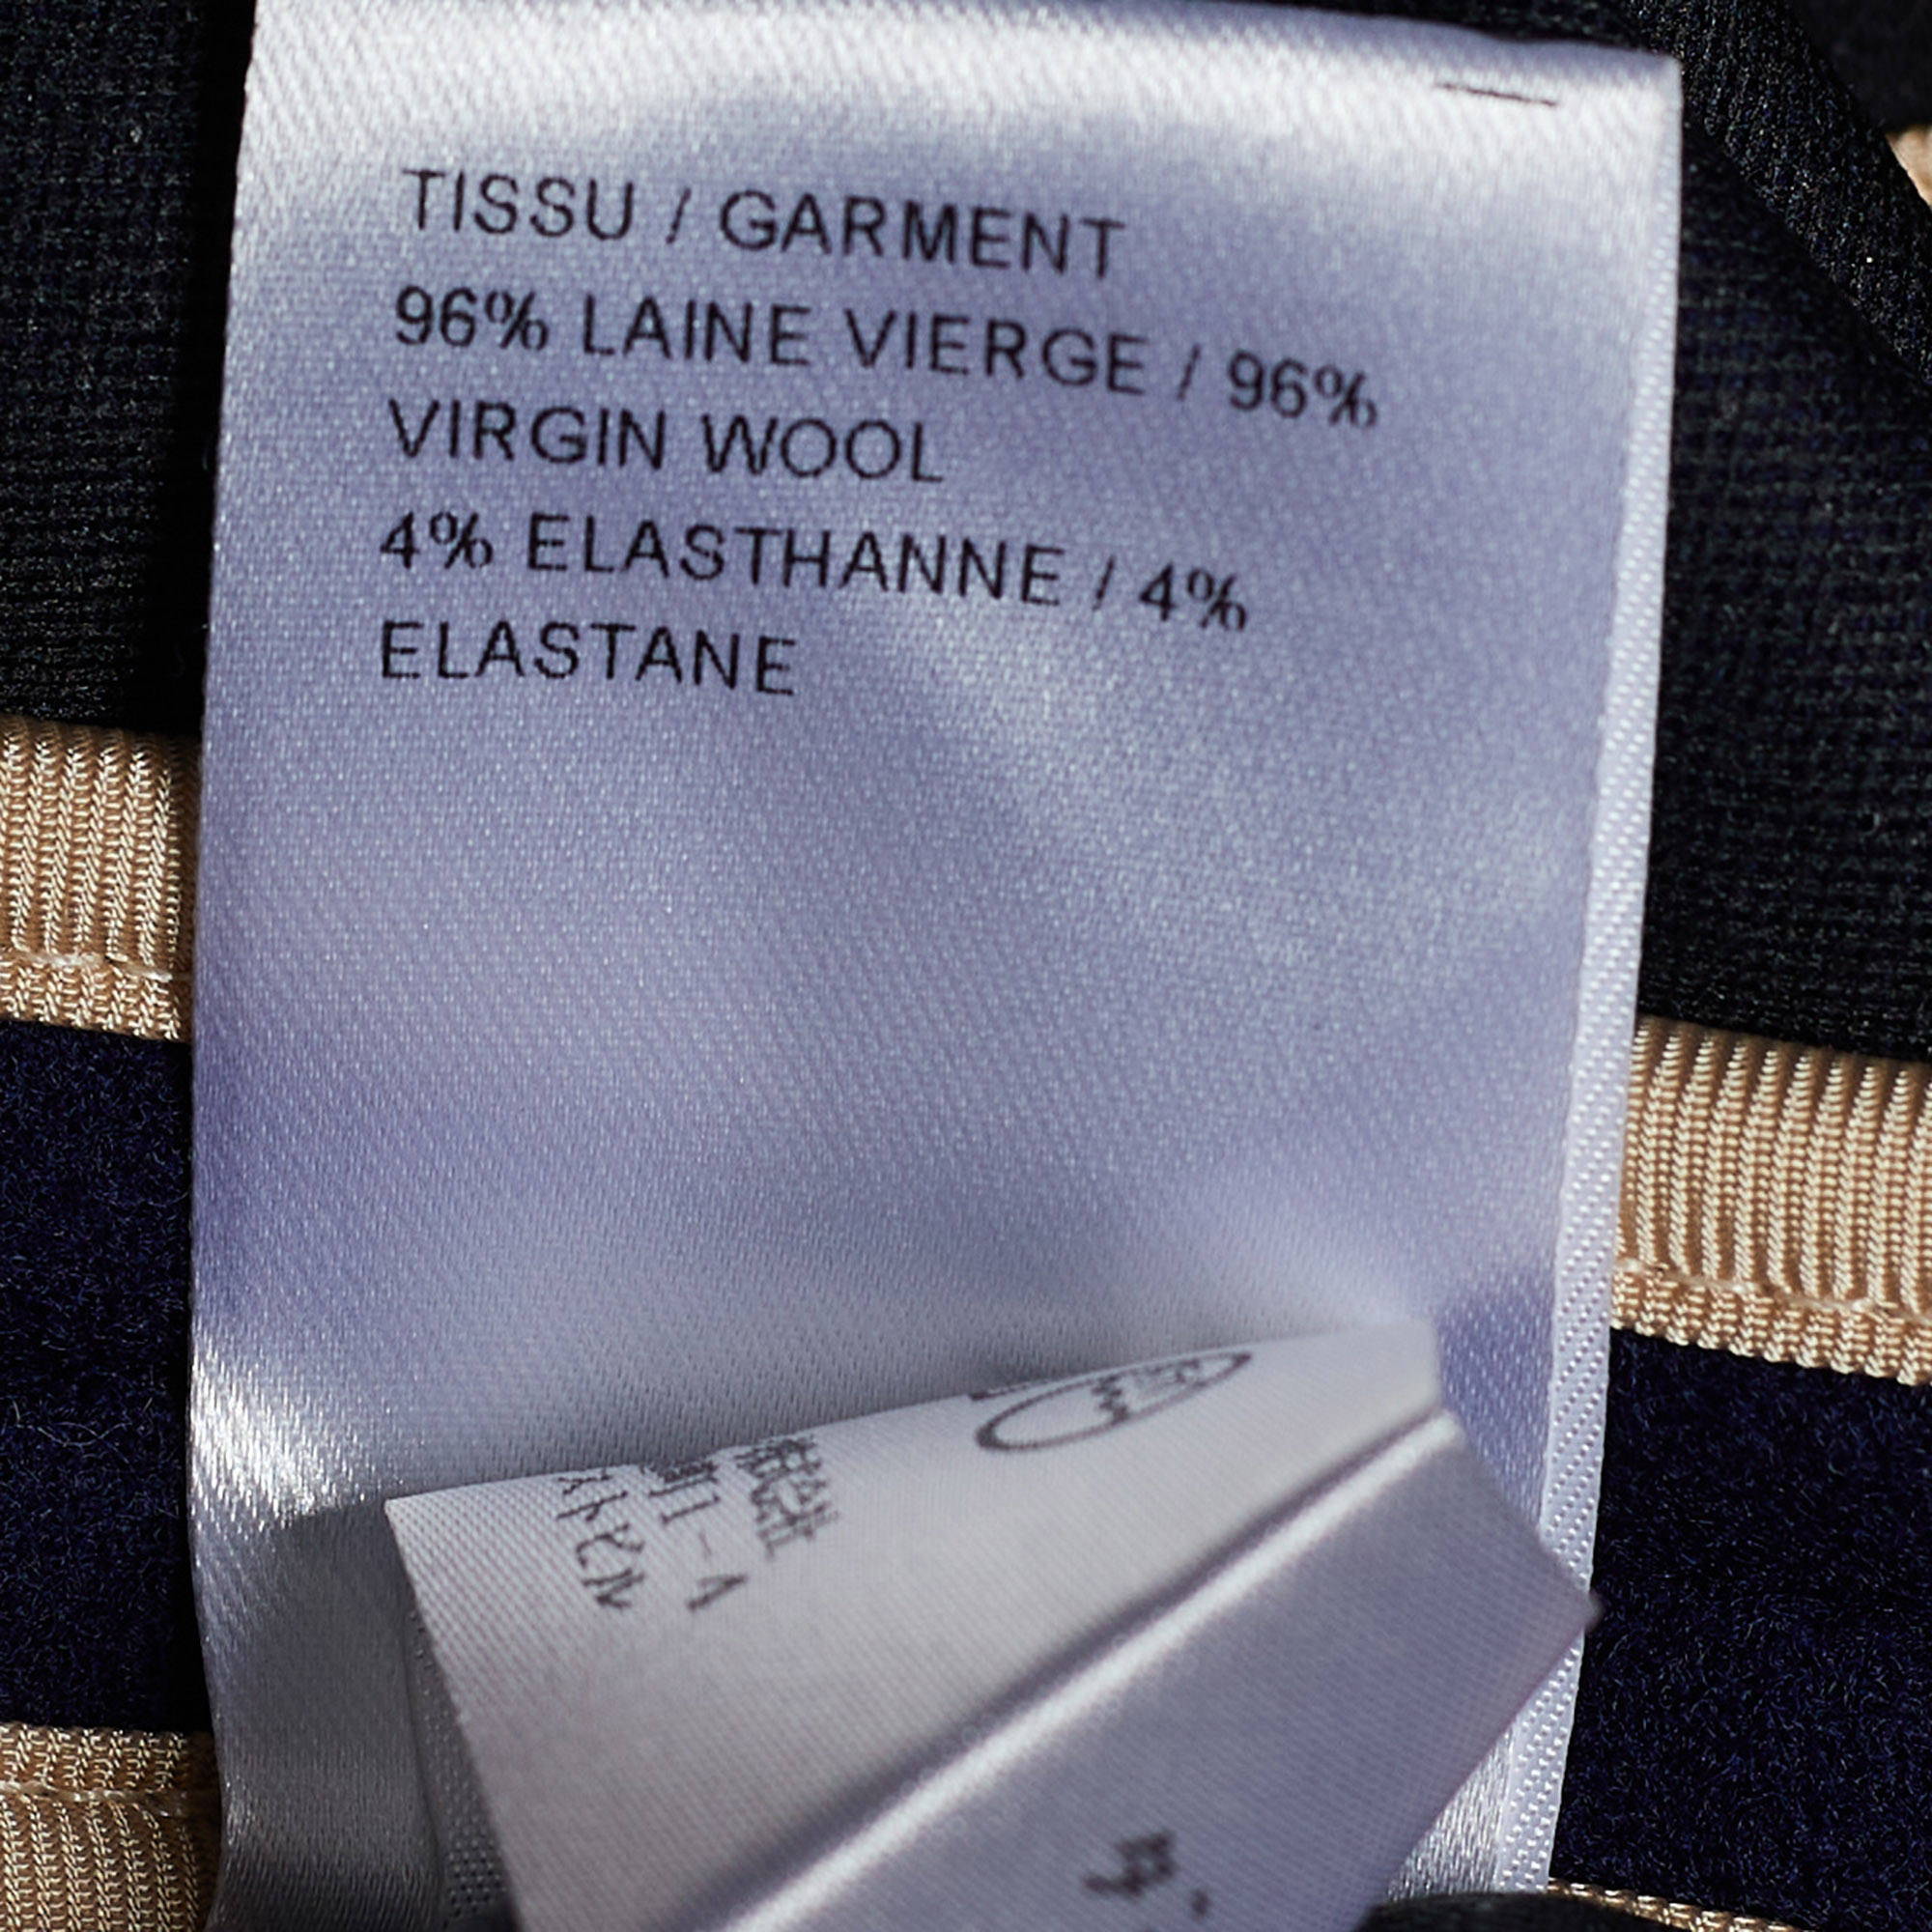 TISSU / GARMENT
96% LAINE VIERGE / 96%
VIRGIN WOOL
4% ELASTHANNE / 4%
ELASTANE